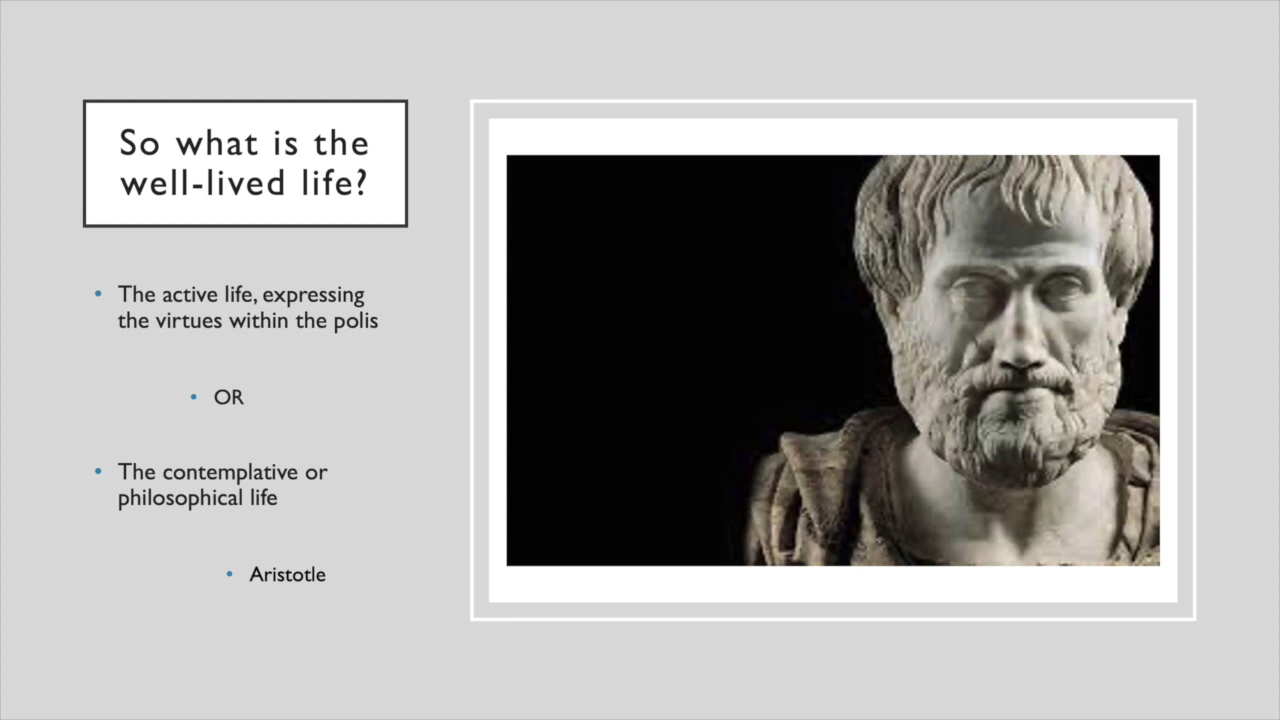 So what is the
well-lived life?
• The active life, expressing
the virtues within the polis
• OR
• The contemplative or
philosophical life
• Aristotle